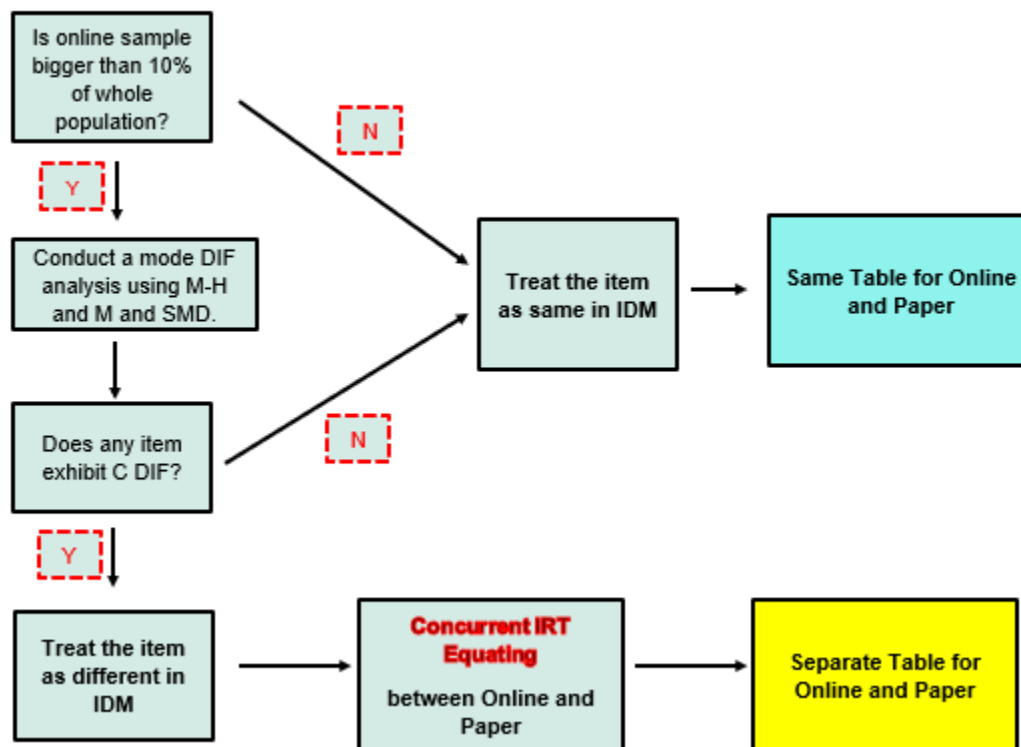 Is online sample
bigger than 10%
of whole
population?
N
Y
Conduct a mode DIF
analysis using M-H
and M and SMD.
Treat the item
as same in IDM
Same Table for Online
and Paper
Does any item
exhibit C DIF?
N
Y
Treat the item
as different in
IDM
Concurrent IRT
Equating
between Online and
Paper
Separate Table for
Online and Paper